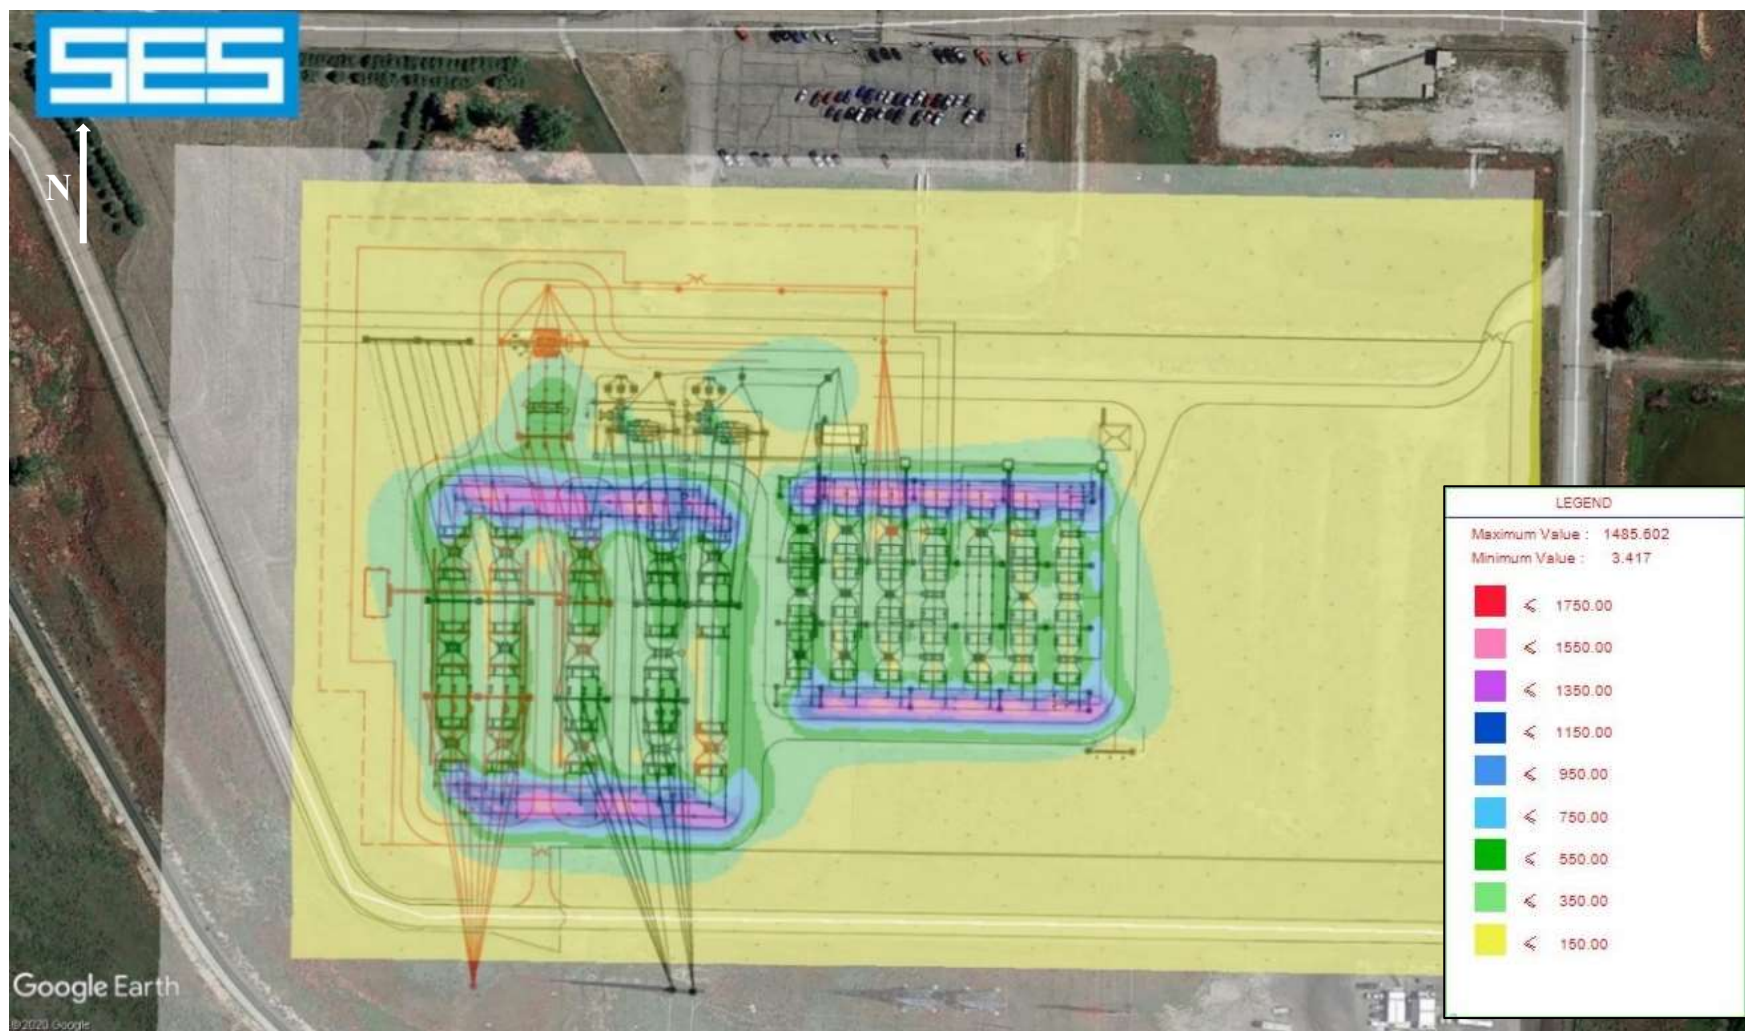 SES
N
LEGEND
Maximum Value : 1485.602
Minimum Value : 3.417
≤ 1750.00
≤ 1550.00
≤ 1350.00
≤ 1150.00
≤ 950.00
≤ 750.00
≤ 550.00
≤ 350.00
≤ 150.00
Google Earth
©2020 Google